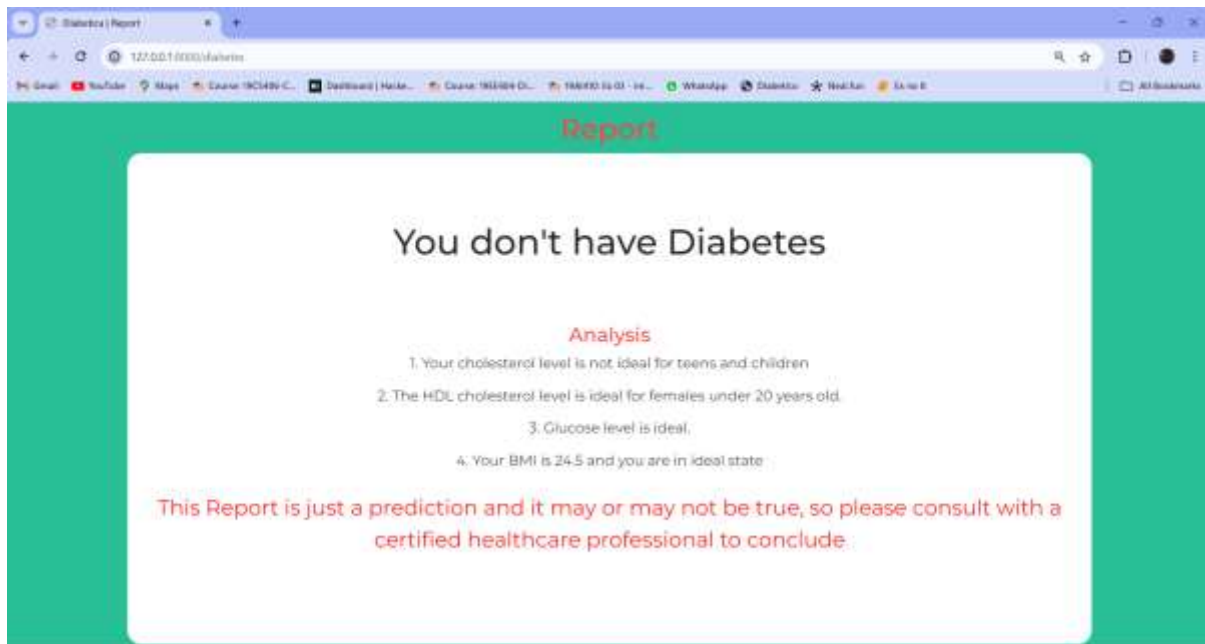 Diabetica | Report
127.0.0.1:8000/diabetes
Gmail YouTube Maps Dashboard | Hacke... WhatsApp All Bookmarks
Report
You don't have Diabetes
Analysis
1. Your cholesterol level is not ideal for teens and children
2. The HDL cholesterol level is ideal for females under 20 years old.
3. Glucose level is ideal.
4. Your BMI is 24.5 and you are in ideal state
This Report is just a prediction and it may or may not be true, so please consult with a
certified healthcare professional to conclude